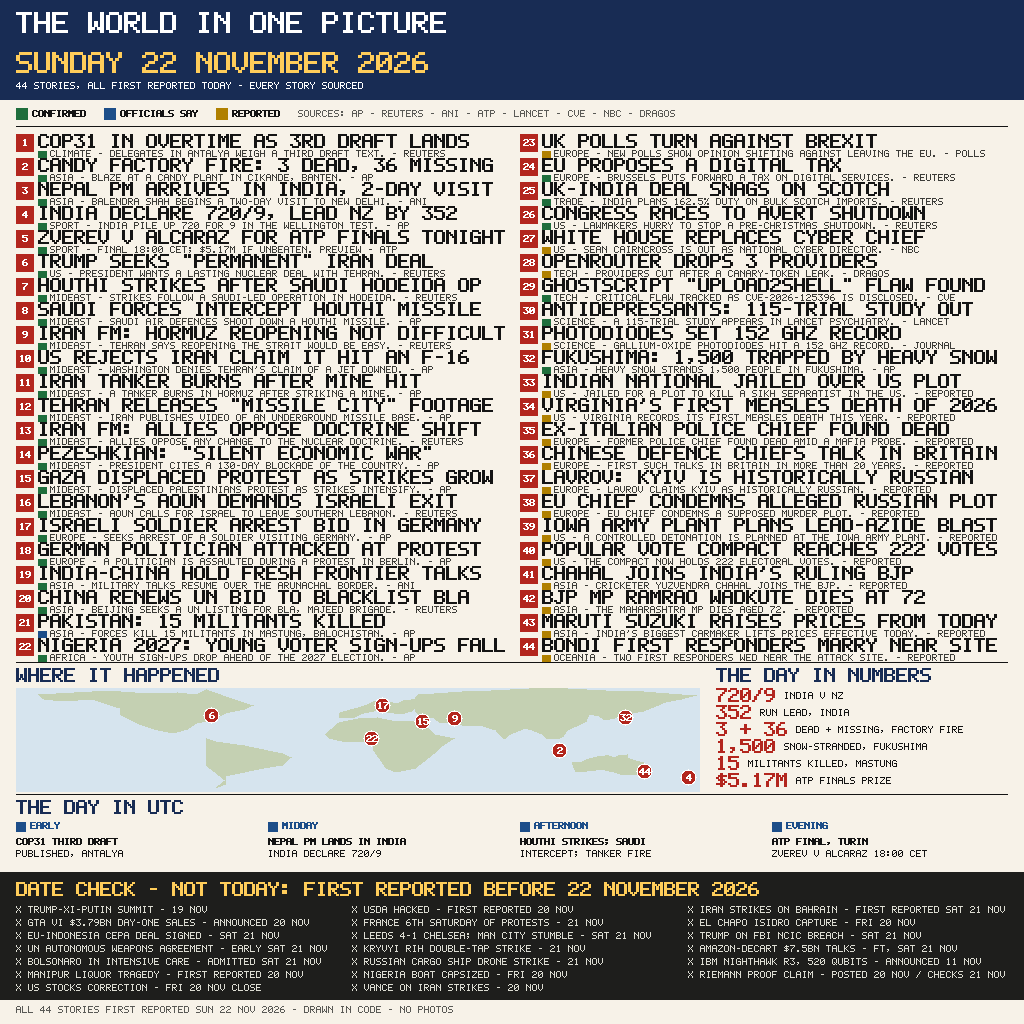 THE WORLD IN ONE PICTURE
SUNDAY 22 NOVEMBER 2026
44 STORIES, ALL FIRST REPORTED TODAY - EVERY STORY SOURCED
CONFIRMED OFFICIALS SAY REPORTED SOURCES: AP - REUTERS - ANI - ATP - LANCET - CVE - NBC - DRAGOS
1 COP31 IN OVERTIME AS 3RD DRAFT LANDS
CLIMATE - DELEGATES IN ANTALYA WEIGH A THIRD DRAFT TEXT. - REUTERS
2 CANDY FACTORY FIRE: 3 DEAD, 36 MISSING
ASIA - BLAZE AT A CANDY PLANT IN CIKANDE, BANTEN. - AP
3 NEPAL PM ARRIVES IN INDIA, 2-DAY VISIT
ASIA - BALENDRA SHAH BEGINS A TWO-DAY VISIT TO NEW DELHI. - ANI
4 INDIA DECLARE 720/9, LEAD NZ BY 352
SPORT - INDIA PILE UP 720 FOR 9 IN THE WELLINGTON TEST. - AP
5 ZVEREV V ALCARAZ FOR ATP FINALS TONIGHT
SPORT - FINAL 18:00 CET; $5.17M IF UNBEATEN. PREVIEW - ATP
6 TRUMP SEEKS "PERMANENT" IRAN DEAL
US - PRESIDENT WANTS A LASTING NUCLEAR DEAL WITH TEHRAN. - REUTERS
7 HOUTHI STRIKES AFTER SAUDI HODEIDA OP
MIDEAST - STRIKES FOLLOW A SAUDI-LED OPERATION IN HODEIDA. - REUTERS
8 SAUDI FORCES INTERCEPT HOUTHI MISSILE
MIDEAST - SAUDI AIR DEFENCES SHOOT DOWN A HOUTHI MISSILE. - AP
9 IRAN FM: HORMUZ REOPENING NOT DIFFICULT
MIDEAST - TEHRAN SAYS REOPENING THE STRAIT WOULD BE EASY. - REUTERS
10 US REJECTS IRAN CLAIM IT HIT AN F-16
MIDEAST - WASHINGTON DENIES TEHRAN'S CLAIM OF A JET DOWNED. - AP
11 IRAN TANKER BURNS AFTER MINE HIT
MIDEAST - A TANKER BURNS IN HORMUZ AFTER STRIKING A MINE. - AP
12 TEHRAN RELEASES "MISSILE CITY" FOOTAGE
MIDEAST - IRAN PUBLISHES VIDEO OF AN UNDERGROUND MISSILE BASE. - AP
13 IRAN FM: ALLIES OPPOSE DOCTRINE SHIFT
MIDEAST - ALLIES OPPOSE ANY CHANGE TO THE NUCLEAR DOCTRINE. - REUTERS
14 PEZESHKIAN: "SILENT ECONOMIC WAR"
MIDEAST - PRESIDENT CITES A 130-DAY BLOCKADE OF THE COUNTRY. - AP
15 GAZA DISPLACED PROTEST AS STRIKES GROW
MIDEAST - DISPLACED PALESTINIANS PROTEST AS STRIKES INTENSIFY. - AP
16 LEBANON'S AOUN DEMANDS ISRAELI EXIT
MIDEAST - AOUN CALLS FOR ISRAEL TO LEAVE SOUTHERN LEBANON. - REUTERS
17 ISRAELI SOLDIER ARREST BID IN GERMANY
EUROPE - SEEKS ARREST OF A SOLDIER VISITING GERMANY. - AP
18 GERMAN POLITICIAN ATTACKED AT PROTEST
EUROPE - A POLITICIAN IS ASSAULTED DURING A PROTEST IN BERLIN. - AP
19 INDIA-CHINA HOLD FRESH FRONTIER TALKS
ASIA - MILITARY TALKS RESUME OVER THE ARUNACHAL BORDER. - ANI
20 CHINA RENEWS UN BID TO BLACKLIST BLA
ASIA - BEIJING SEEKS A UN LISTING FOR BLA, MAJEED BRIGADE. - REUTERS
21 PAKISTAN: 15 MILITANTS KILLED
ASIA - FORCES KILL 15 MILITANTS IN MASTUNG, BALOCHISTAN. - AP
22 NIGERIA 2027: YOUNG VOTER SIGN-UPS FALL
AFRICA - YOUTH SIGN-UPS DROP AHEAD OF THE 2027 ELECTION. - AP
23 UK POLLS TURN AGAINST BREXIT
EUROPE - NEW POLLS SHOW OPINION SHIFTING AGAINST LEAVING THE EU. - POLLS
24 EU PROPOSES A DIGITAL TAX
EUROPE - BRUSSELS PUTS FORWARD A TAX ON DIGITAL SERVICES. - REUTERS
25 UK-INDIA DEAL SNAGS ON SCOTCH
TRADE - INDIA PLANS 162.5% DUTY ON BULK SCOTCH IMPORTS. - REUTERS
26 CONGRESS RACES TO AVERT SHUTDOWN
US - LAWMAKERS HURRY TO STOP A PRE-CHRISTMAS SHUTDOWN. - REUTERS
27 WHITE HOUSE REPLACES CYBER CHIEF
US - SEAN CAIRNCROSS IS OUT AS NATIONAL CYBER DIRECTOR. - NBC
28 OPENROUTER DROPS 3 PROVIDERS
TECH - PROVIDERS CUT AFTER A CANARY-TOKEN LEAK. - DRAGOS
29 GHOSTSCRIPT "UPLOAD2SHELL" FLAW FOUND
TECH - CRITICAL FLAW TRACKED AS CVE-2026-125396 IS DISCLOSED. - CVE
30 ANTIDEPRESSANTS: 115-TRIAL STUDY OUT
SCIENCE - A 115-TRIAL STUDY APPEARS IN LANCET PSYCHIATRY. - LANCET
31 PHOTODIODES SET 152 GHZ RECORD
SCIENCE - GALLIUM-OXIDE PHOTODIODES HIT A 152 GHZ RECORD. - JOURNAL
32 FUKUSHIMA: 1,500 TRAPPED BY HEAVY SNOW
ASIA - HEAVY SNOW STRANDS 1,500 PEOPLE IN FUKUSHIMA. - AP
33 INDIAN NATIONAL JAILED OVER US PLOT
US - JAILED FOR A PLOT TO KILL A SIKH SEPARATIST IN THE US. - REPORTED
34 VIRGINIA'S FIRST MEASLES DEATH OF 2026
US - VIRGINIA RECORDS ITS FIRST MEASLES DEATH THIS YEAR. - REPORTED
35 EX-ITALIAN POLICE CHIEF FOUND DEAD
EUROPE - FORMER POLICE CHIEF FOUND DEAD AMID A MAFIA PROBE. - REPORTED
36 CHINESE DEFENCE CHIEFS TALK IN BRITAIN
EUROPE - FIRST SUCH TALKS IN BRITAIN IN MORE THAN 20 YEARS. - REPORTED
37 LAVROV: KYIV IS HISTORICALLY RUSSIAN
EUROPE - LAVROV CLAIMS KYIV AS HISTORICALLY RUSSIAN. - REPORTED
38 EU CHIEF CONDEMNS ALLEGED RUSSIAN PLOT
EUROPE - EU CHIEF CONDEMNS A SUPPOSED MURDER PLOT. - REPORTED
39 IOWA ARMY PLANT PLANS LEAD-AZIDE BLAST
US - A CONTROLLED DETONATION IS PLANNED AT THE IOWA ARMY PLANT. - REPORTED
40 POPULAR VOTE COMPACT REACHES 222 VOTES
US - THE COMPACT NOW HOLDS 222 ELECTORAL VOTES. - REPORTED
41 CHAHAL JOINS INDIA'S RULING BJP
ASIA - CRICKETER YUZVENDRA CHAHAL JOINS THE BJP. - REPORTED
42 BJP MP RAMRAO WADKUTE DIES AT 72
ASIA - THE MAHARASHTRA MP DIES AGED 72. - REPORTED
43 MARUTI SUZUKI RAISES PRICES FROM TODAY
ASIA - INDIA'S BIGGEST CARMAKER LIFTS PRICES EFFECTIVE TODAY. - REPORTED
44 BONDI FIRST RESPONDERS MARRY NEAR SITE
OCEANIA - TWO FIRST RESPONDERS WED NEAR THE ATTACK SITE. - REPORTED
WHERE IT HAPPENED
6
17
15
9
22
32
2
44
4
THE DAY IN NUMBERS
720/9 INDIA V NZ
352 RUN LEAD, INDIA
3 + 36 DEAD + MISSING, FACTORY FIRE
1,500 SNOW-STRANDED, FUKUSHIMA
15 MILITANTS KILLED, MASTUNG
$5.17M ATP FINALS PRIZE
THE DAY IN UTC
EARLY
COP31 THIRD DRAFT
PUBLISHED, ANTALYA
MIDDAY
NEPAL PM LANDS IN INDIA
INDIA DECLARE 720/9
AFTERNOON
HOUTHI STRIKES; SAUDI
INTERCEPT; TANKER FIRE
EVENING
ATP FINAL, TURIN
ZVEREV V ALCARAZ 18:00 CET
DATE CHECK - NOT TODAY: FIRST REPORTED BEFORE 22 NOVEMBER 2026
X TRUMP-XI-PUTIN SUMMIT - 19 NOV
X GTA VI $3.79BN DAY-ONE SALES - ANNOUNCED 20 NOV
X EU-INDONESIA CEPA DEAL SIGNED - SAT 21 NOV
X UN AUTONOMOUS WEAPONS AGREEMENT - EARLY SAT 21 NOV
X BOLSONARO IN INTENSIVE CARE - ADMITTED SAT 21 NOV
X MANIPUR LIQUOR TRAGEDY - FIRST REPORTED 20 NOV
X US STOCKS CORRECTION - FRI 20 NOV CLOSE
X USDA HACKED - FIRST REPORTED 20 NOV
X FRANCE 6TH SATURDAY OF PROTESTS - 21 NOV
X LEEDS 4-1 CHELSEA; MAN CITY STUMBLE - SAT 21 NOV
X KRYVYI RIH DOUBLE-TAP STRIKE - 21 NOV
X RUSSIAN CARGO SHIP DRONE STRIKE - 21 NOV
X NIGERIA BOAT CAPSIZED - FRI 20 NOV
X VANCE ON IRAN STRIKES - 20 NOV
X IRAN STRIKES ON BAHRAIN - FIRST REPORTED SAT 21 NOV
X EL CHAPO ISIDRO CAPTURE - FRI 20 NOV
X TRUMP ON FBI NCIC BREACH - SAT 21 NOV
X AMAZON-DECART $7.5BN TALKS - FT, SAT 21 NOV
X IBM NIGHTHAWK R3, 520 QUBITS - ANNOUNCED 11 NOV
X RIEMANN PROOF CLAIM - POSTED 20 NOV / CHECKS 21 NOV
ALL 44 STORIES FIRST REPORTED SUN 22 NOV 2026 - DRAWN IN CODE - NO PHOTOS